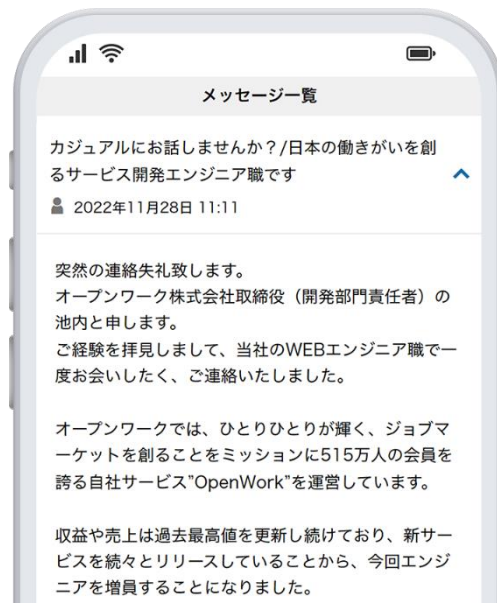 メッセージ一覧
カジュアルにお話しませんか？/日本の働きがいを創
るサービス開発エンジニア職です
2022年11月28日 11:11
突然の連絡失礼致します。
オープンワーク株式会社取締役（開発部門責任者）の
池内と申します。
ご経験を拝見しまして、当社のWEBエンジニア職で一
度お会いしたく、ご連絡いたしました。
オープンワークでは、ひとりひとりが輝く、ジョブマ
ーケットを創ることをミッションに515万人の会員を
誇る自社サービス”OpenWork”を運営しています。
収益や売上は過去最高値を更新し続けており、新サー
ビスを続々とリリースしていることから、今回エンジ
ニアを増員することになりました。